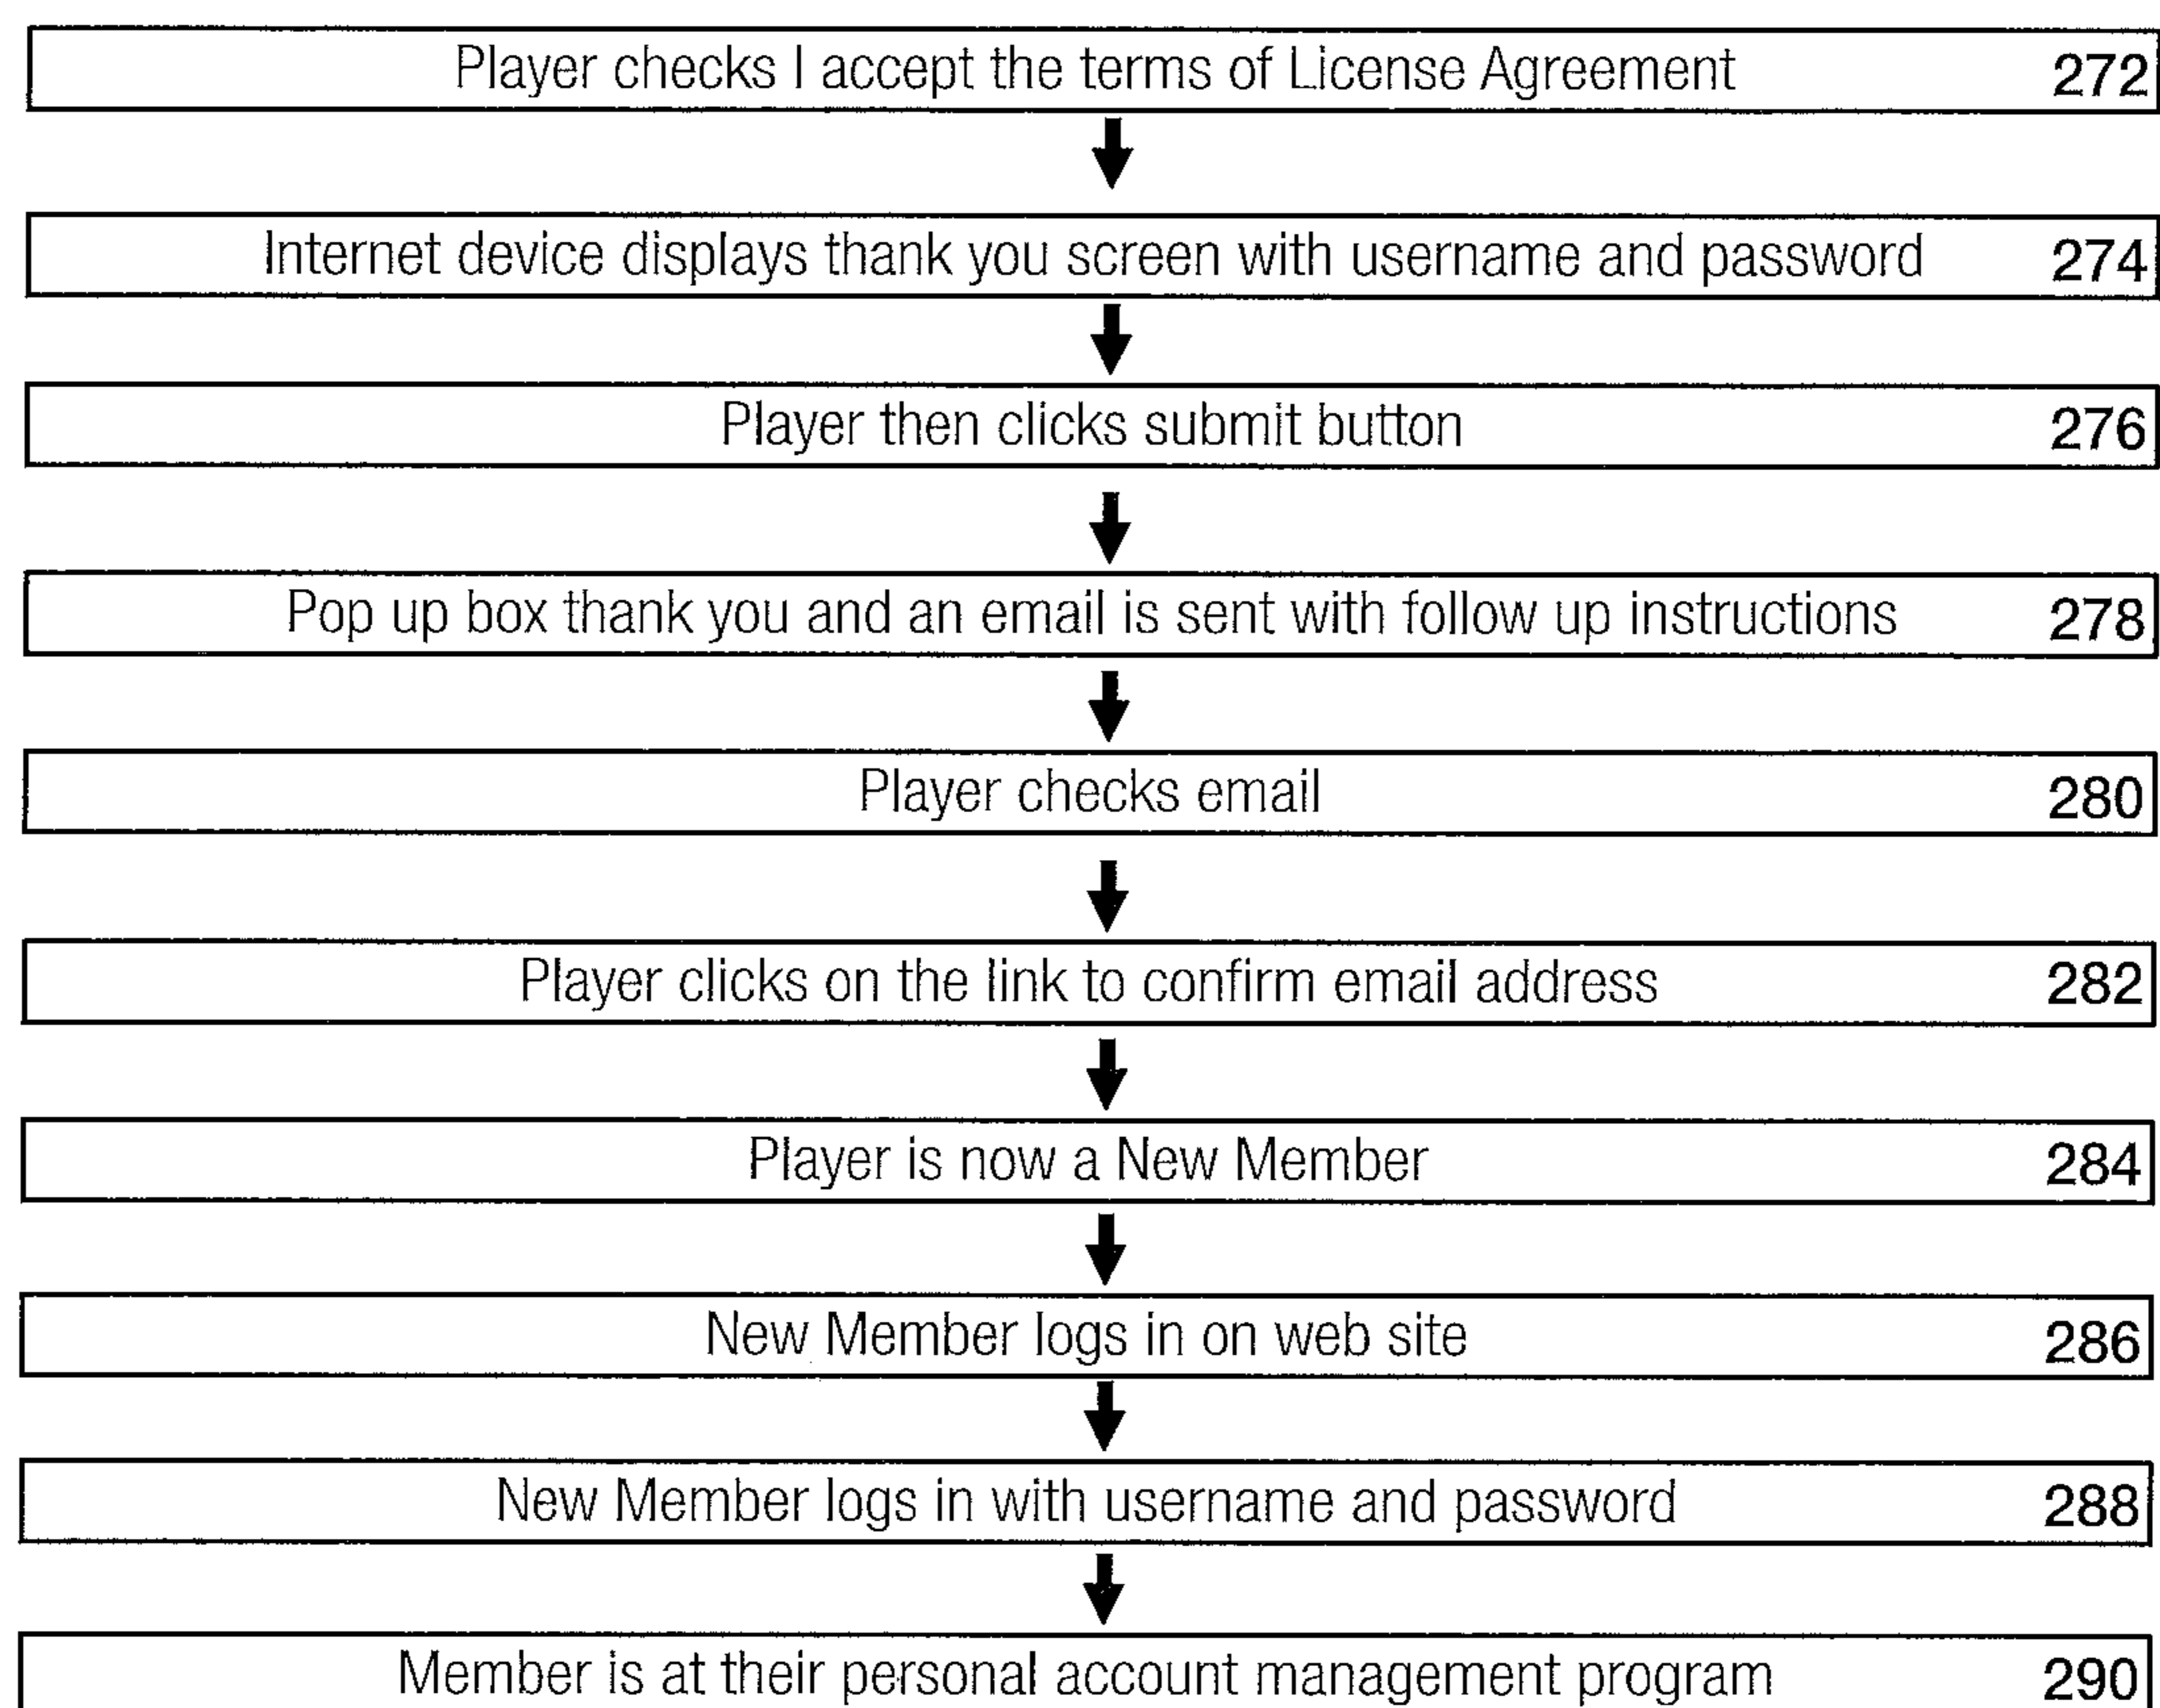 Player checks I accept the terms of License Agreement 272
Internet device displays thank you screen with username and password 274
Player then clicks submit button 276
Pop up box thank you and an email is sent with follow up instructions 278
Player checks email 280
Player clicks on the link to confirm email address 282
Player is now a New Member 284
New Member logs in on web site 286
New Member logs in with username and password 288
Member is at their personal account management program 290